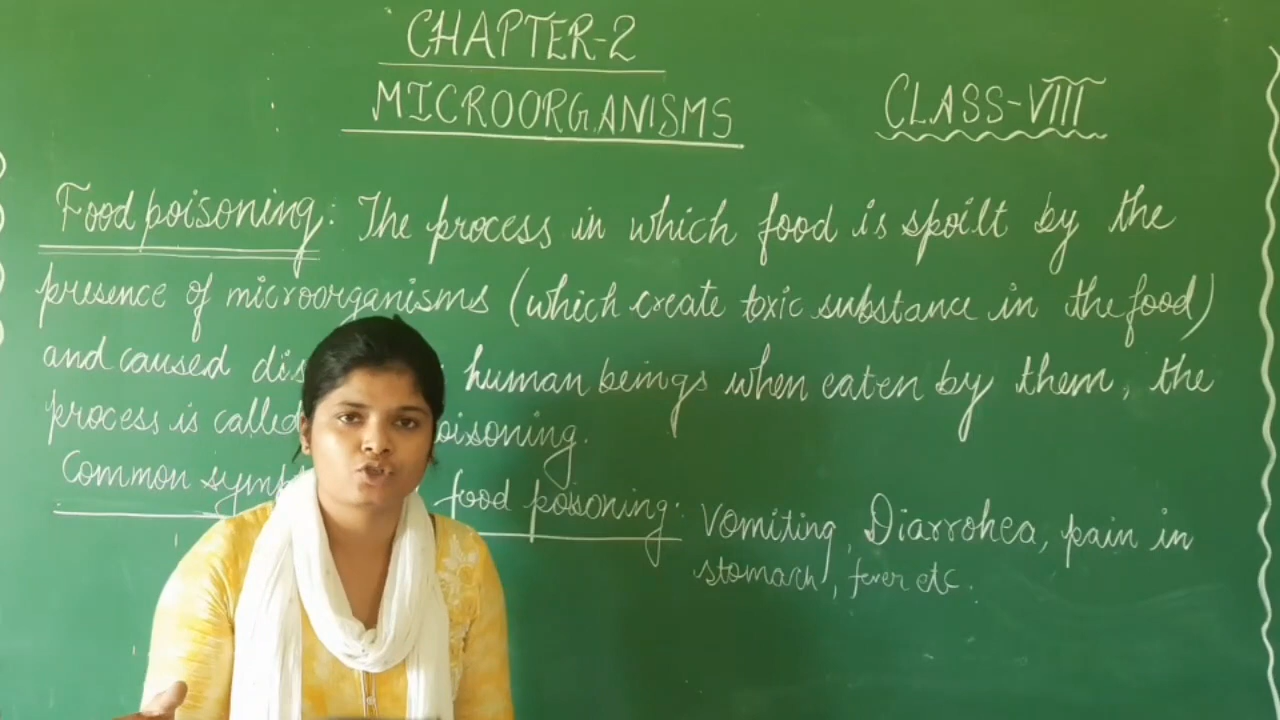 CHAPTER-2
MICROORGANISMS
CLASS-VIII
Food poisoning: The process in which food is spoilt by the
presence of microorganisms (which create toxic substance in the food)
and caused dis human beings when eaten by them, the
process is called oisoning.
Common symp food poisoning: Vomiting, Diarrohea, pain in
stomach, fever etc.